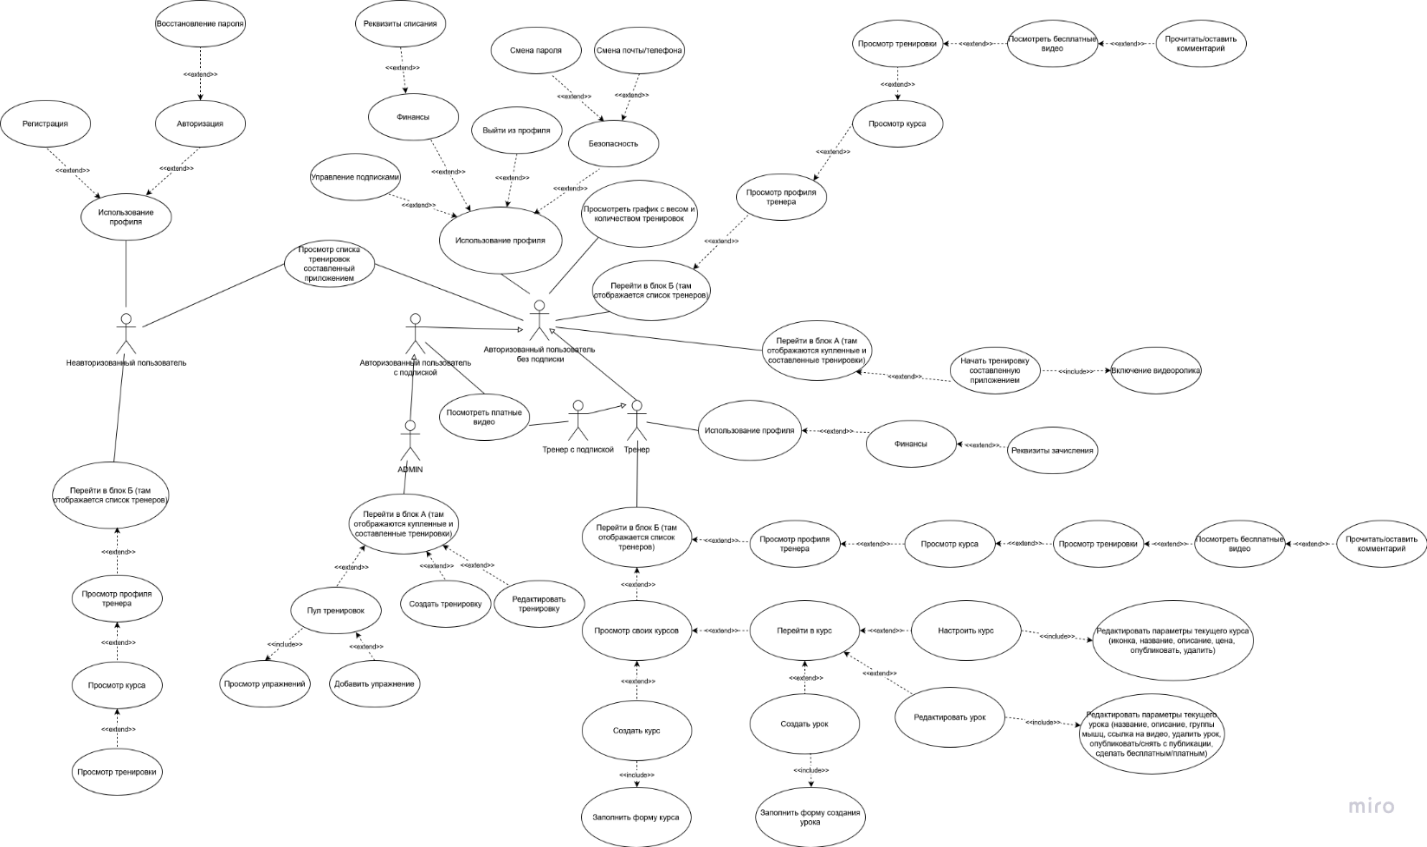 Восстановление пароля
<<extend>>
Регистрация
Авторизация
<<extend>>
<<extend>>
Использование
профиля
Реквизиты списания
<<extend>>
Финансы
<<extend>>
Выйти из профиля
<<extend>>
Управление подписками
<<extend>>
Смена пароля
Смена почты/телефона
<<extend>>
<<extend>>
Безопасность
<<extend>>
Использование профиля
Просмотреть график с весом и
количеством тренировок
Просмотр списка
тренировок
составленный
приложением
Просмотр тренировки
<<extend>>
Посмотреть бесплатные
видео
<<extend>>
Прочитать/оставить
комментарий
<<extend>>
Просмотр курса
<<extend>>
Просмотр профиля
тренера
<<extend>>
Перейти в блок Б (там
отображается список тренеров)
Неавторизованный пользователь
Авторизованный пользователь
с подпиской
Авторизованный пользователь
без подписки
Перейти в блок А (там
отображаются купленные и
составленные тренировки)
<<extend>>
Начать тренировку
составленную
приложением
<<include>>
Включение видеоролика
Посмотреть платные
видео
Тренер с подпиской
Тренер
Использование профиля
<<extend>>
Финансы
<<extend>>
Реквизиты зачисления
ADMIN
Перейти в блок Б (там
отображается список тренеров)
<<extend>>
Просмотр профиля
тренера
<<extend>>
Просмотр курса
<<extend>>
Просмотр тренировки
Перейти в блок А (там
отображаются купленные и
составленные тренировки)
<<extend>>
<<extend>>
<<extend>>
Пул тренировок
Создать тренировку
Редактировать
тренировку
<<include>>
<<extend>>
Просмотр упражнений
Добавить упражнение
Перейти в блок Б (там
отображается список
тренеров)
<<extend>>
Просмотр профиля
тренера
<<extend>>
Просмотр курса
<<extend>>
Просмотр тренировки
<<extend>>
Посмотреть бесплатные
видео
<<extend>>
Прочитать/оставить
комментарий
<<extend>>
Просмотр своих курсов
<<extend>>
Перейти в курс
<<extend>>
Настроить курс
<<include>>
Редактировать параметры текущего курса
(иконка, название, описание, цена,
опубликовать, удалить)
<<extend>>
<<extend>>
<<extend>>
Создать курс
Создать урок
Редактировать урок
<<include>>
Редактировать параметры текущего
урока (название, описание, группы
мышц, ссылка на видео, удалить урок,
опубликовать/снять с публикации,
сделать бесплатным/платным)
<<include>>
<<include>>
Заполнить форму курса
Заполнить форму создания
урока
miro